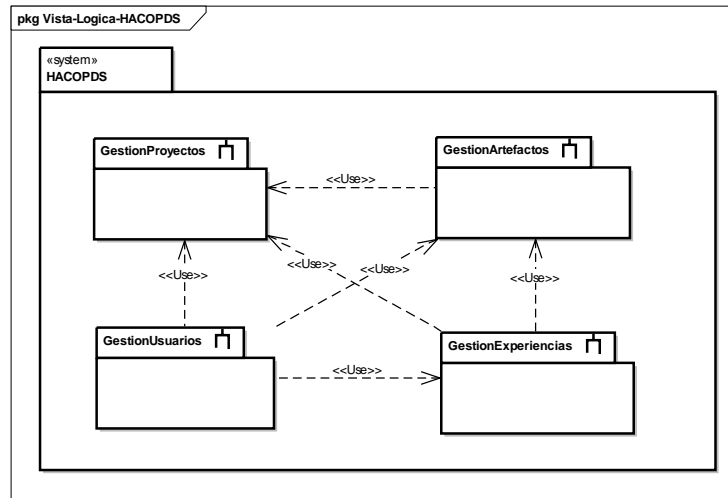 pkg Vista-Logica-HACOPDS
«system»
HACOPDS
GestionProyectos
GestionArtefactos
<<Use>>
<<Use>>
<<Use>>
<<Use>>
<<Use>>
GestionUsuarios
GestionExperiencias
<<Use>>